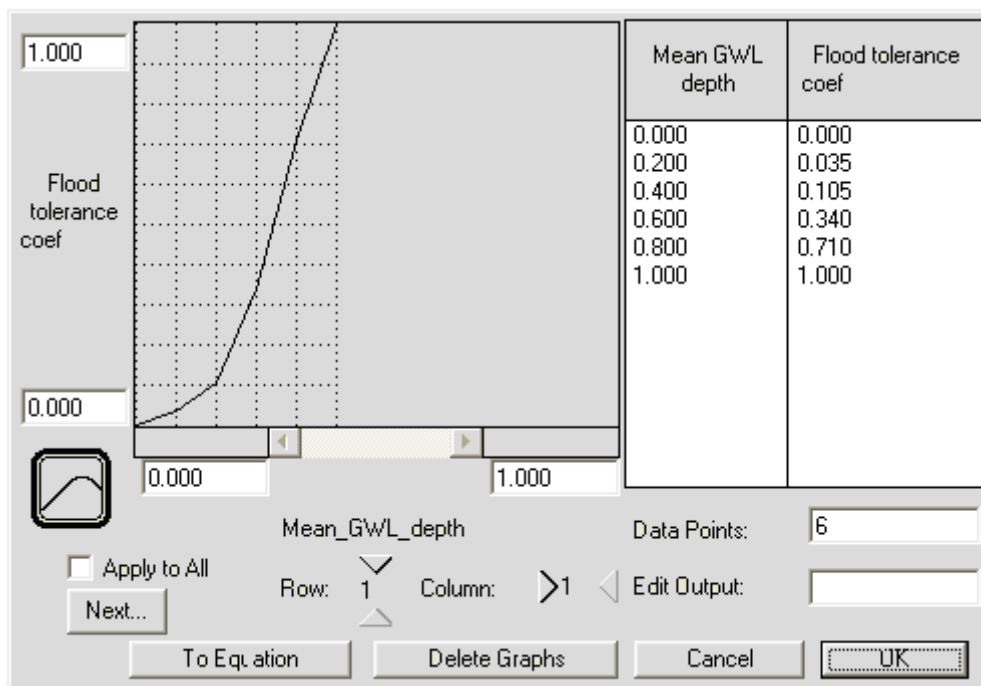 1.000
Flood
tolerance
coef
0.000
0.000
1.000
Mean GWL depth	Flood tolerance coef
0.000	0.000
0.200	0.035
0.400	0.105
0.600	0.340
0.800	0.710
1.000	1.000
Mean_GWL_depth
Data Points: 6
Apply to All
Row: 1 Column: 1
Edit Output:
Next...
To Equation
Delete Graphs
Cancel
OK